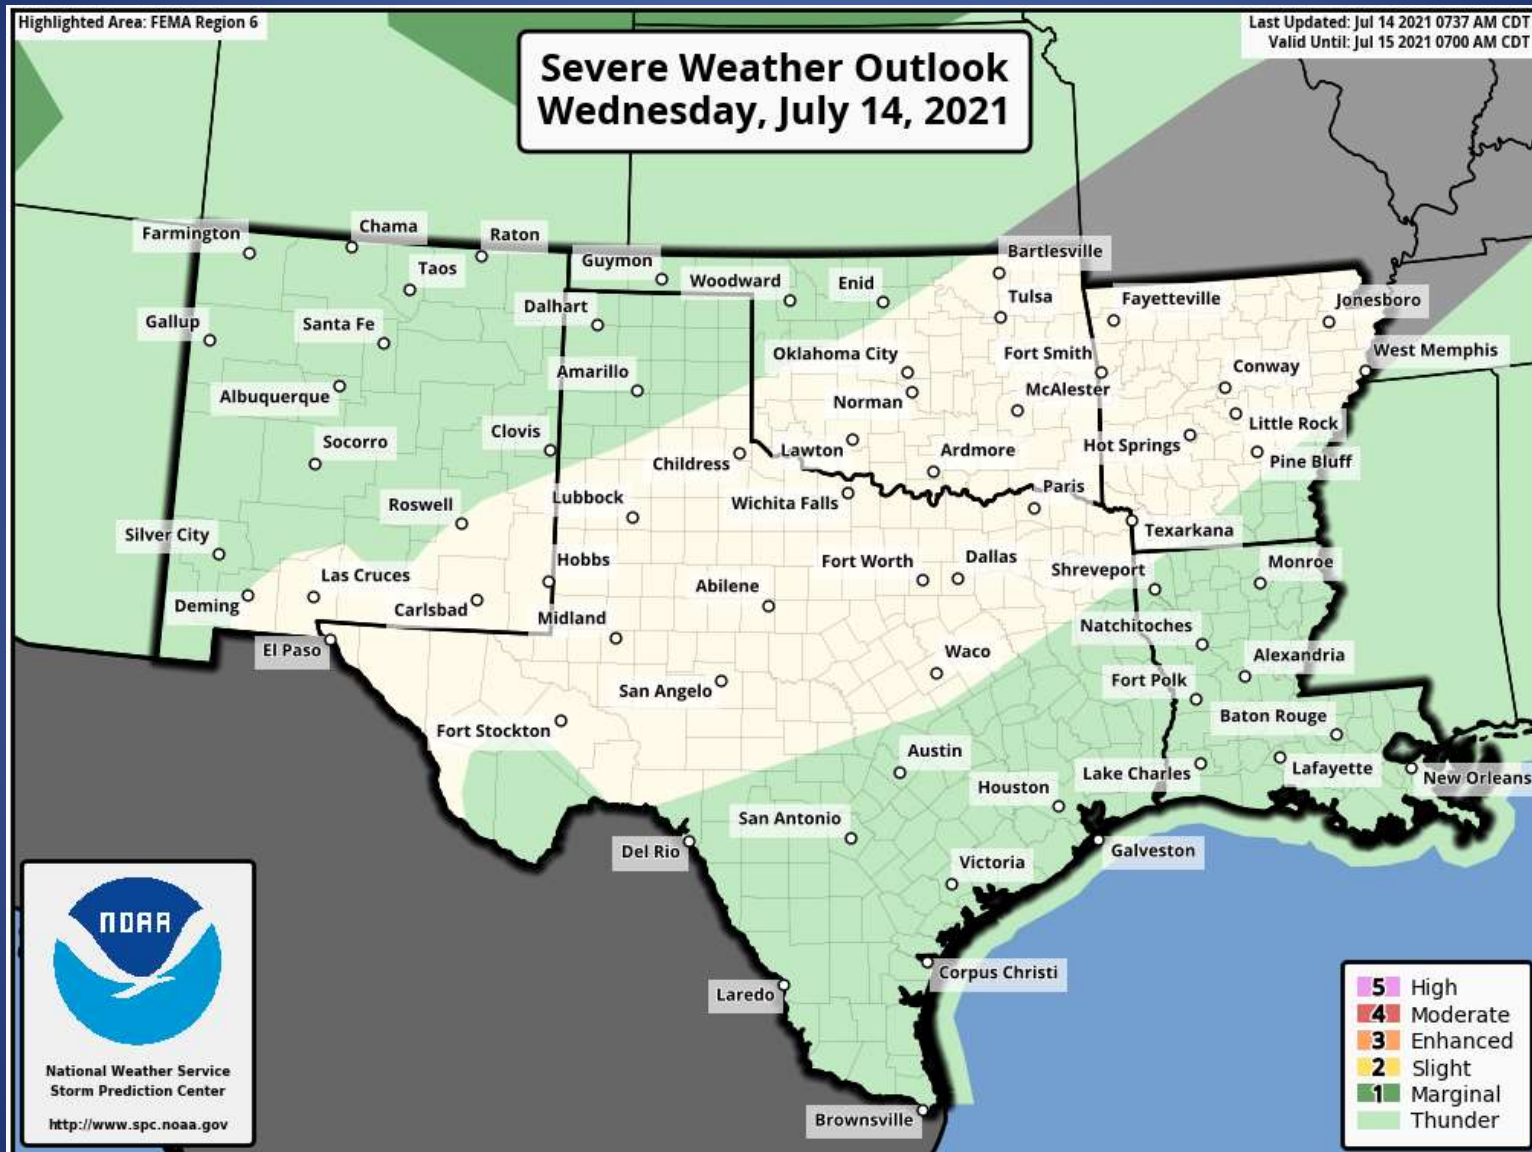 Highlighted Area: FEMA Region 6
Last Updated: Jul 14 2021 0737 AM CDT
Valid Until: Jul 15 2021 0700 AM CDT
Severe Weather Outlook
Wednesday, July 14, 2021
Farmington
Chama
Raton
Taos
Guymon
Woodward
Enid
Bartlesville
Tulsa
Fayetteville
Jonesboro
Gallup
Santa Fe
Dalhart
Oklahoma City
Fort Smith
West Memphis
Conway
Albuquerque
Amarillo
Norman
McAlester
Little Rock
Socorro
Clovis
Childress
Lawton
Ardmore
Hot Springs
Pine Bluff
Roswell
Lubbock
Wichita Falls
Paris
Texarkana
Silver City
Las Cruces
Hobbs
Abilene
Fort Worth
Dallas
Shreveport
Monroe
Deming
Carlsbad
Midland
Natchitoches
El Paso
San Angelo
Waco
Fort Polk
Alexandria
Fort Stockton
Austin
Baton Rouge
Houston
Lake Charles
Lafayette
New Orleans
San Antonio
Del Rio
Victoria
Galveston
Corpus Christi
Laredo
Brownsville
NOAA
National Weather Service
Storm Prediction Center
http://www.spc.noaa.gov
5 High
4 Moderate
3 Enhanced
2 Slight
1 Marginal
Thunder